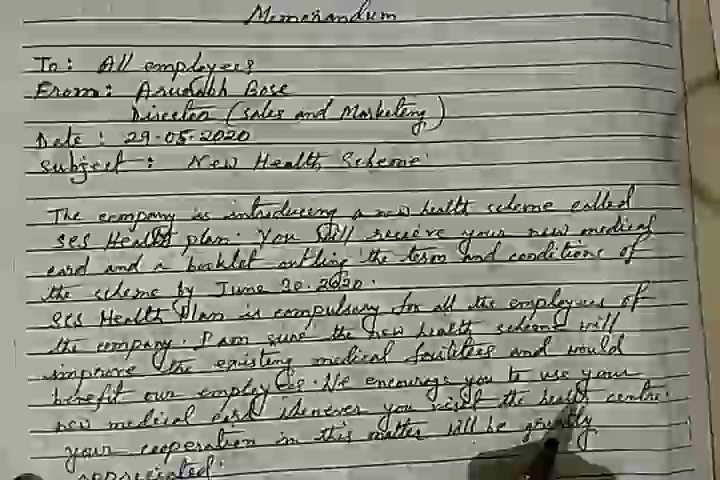 Memorandum
To: All employees
From: Arunabh Bose
Director (Sales and Marketing)
Date: 29.05.2020
Subject: New Health Scheme
The company is introducing a new health scheme called
SCS Health plan. You will receive your new medical
card and a booklet outling the term and conditions of
the scheme by June 30. 2020.
SCS Health Plan is compulsary for all the employees of
the company. I am sure the new health scheme will
improve the existing medical facilities and would
benefit our employees. We encourage you to use your
new medical card whenever you visit the health centre.
your cooperation in this matter will be greatly
appreciated.